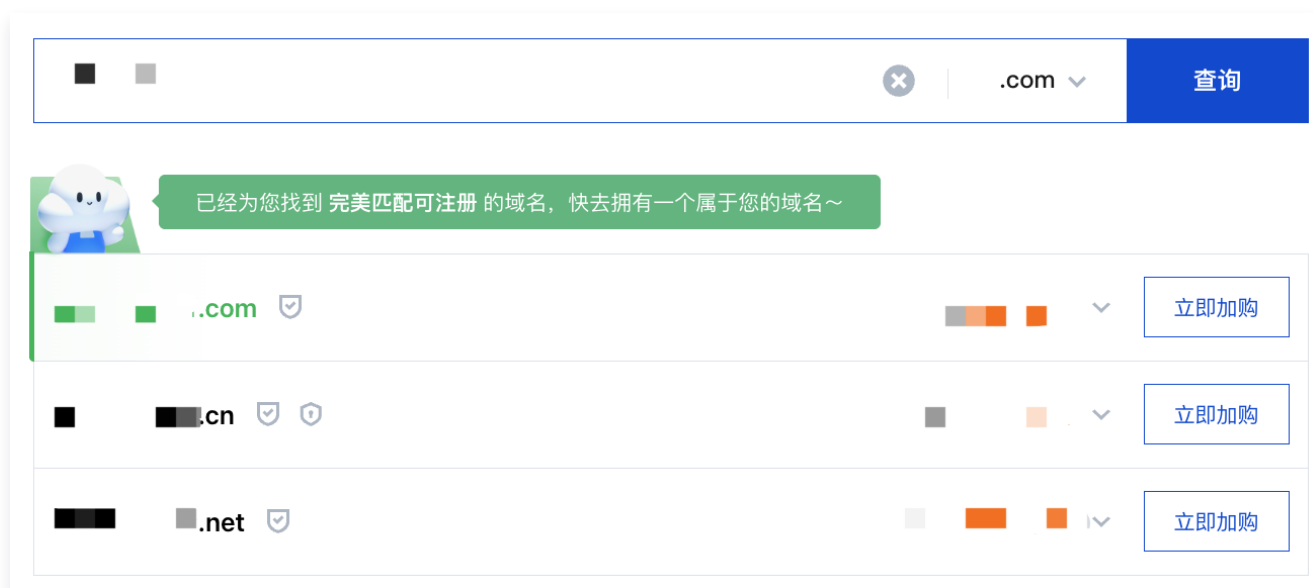 .com
查询
已经为您找到 完美匹配可注册 的域名，快去拥有一个属于您的域名～
.com
立即加购
.cn
立即加购
.net
立即加购